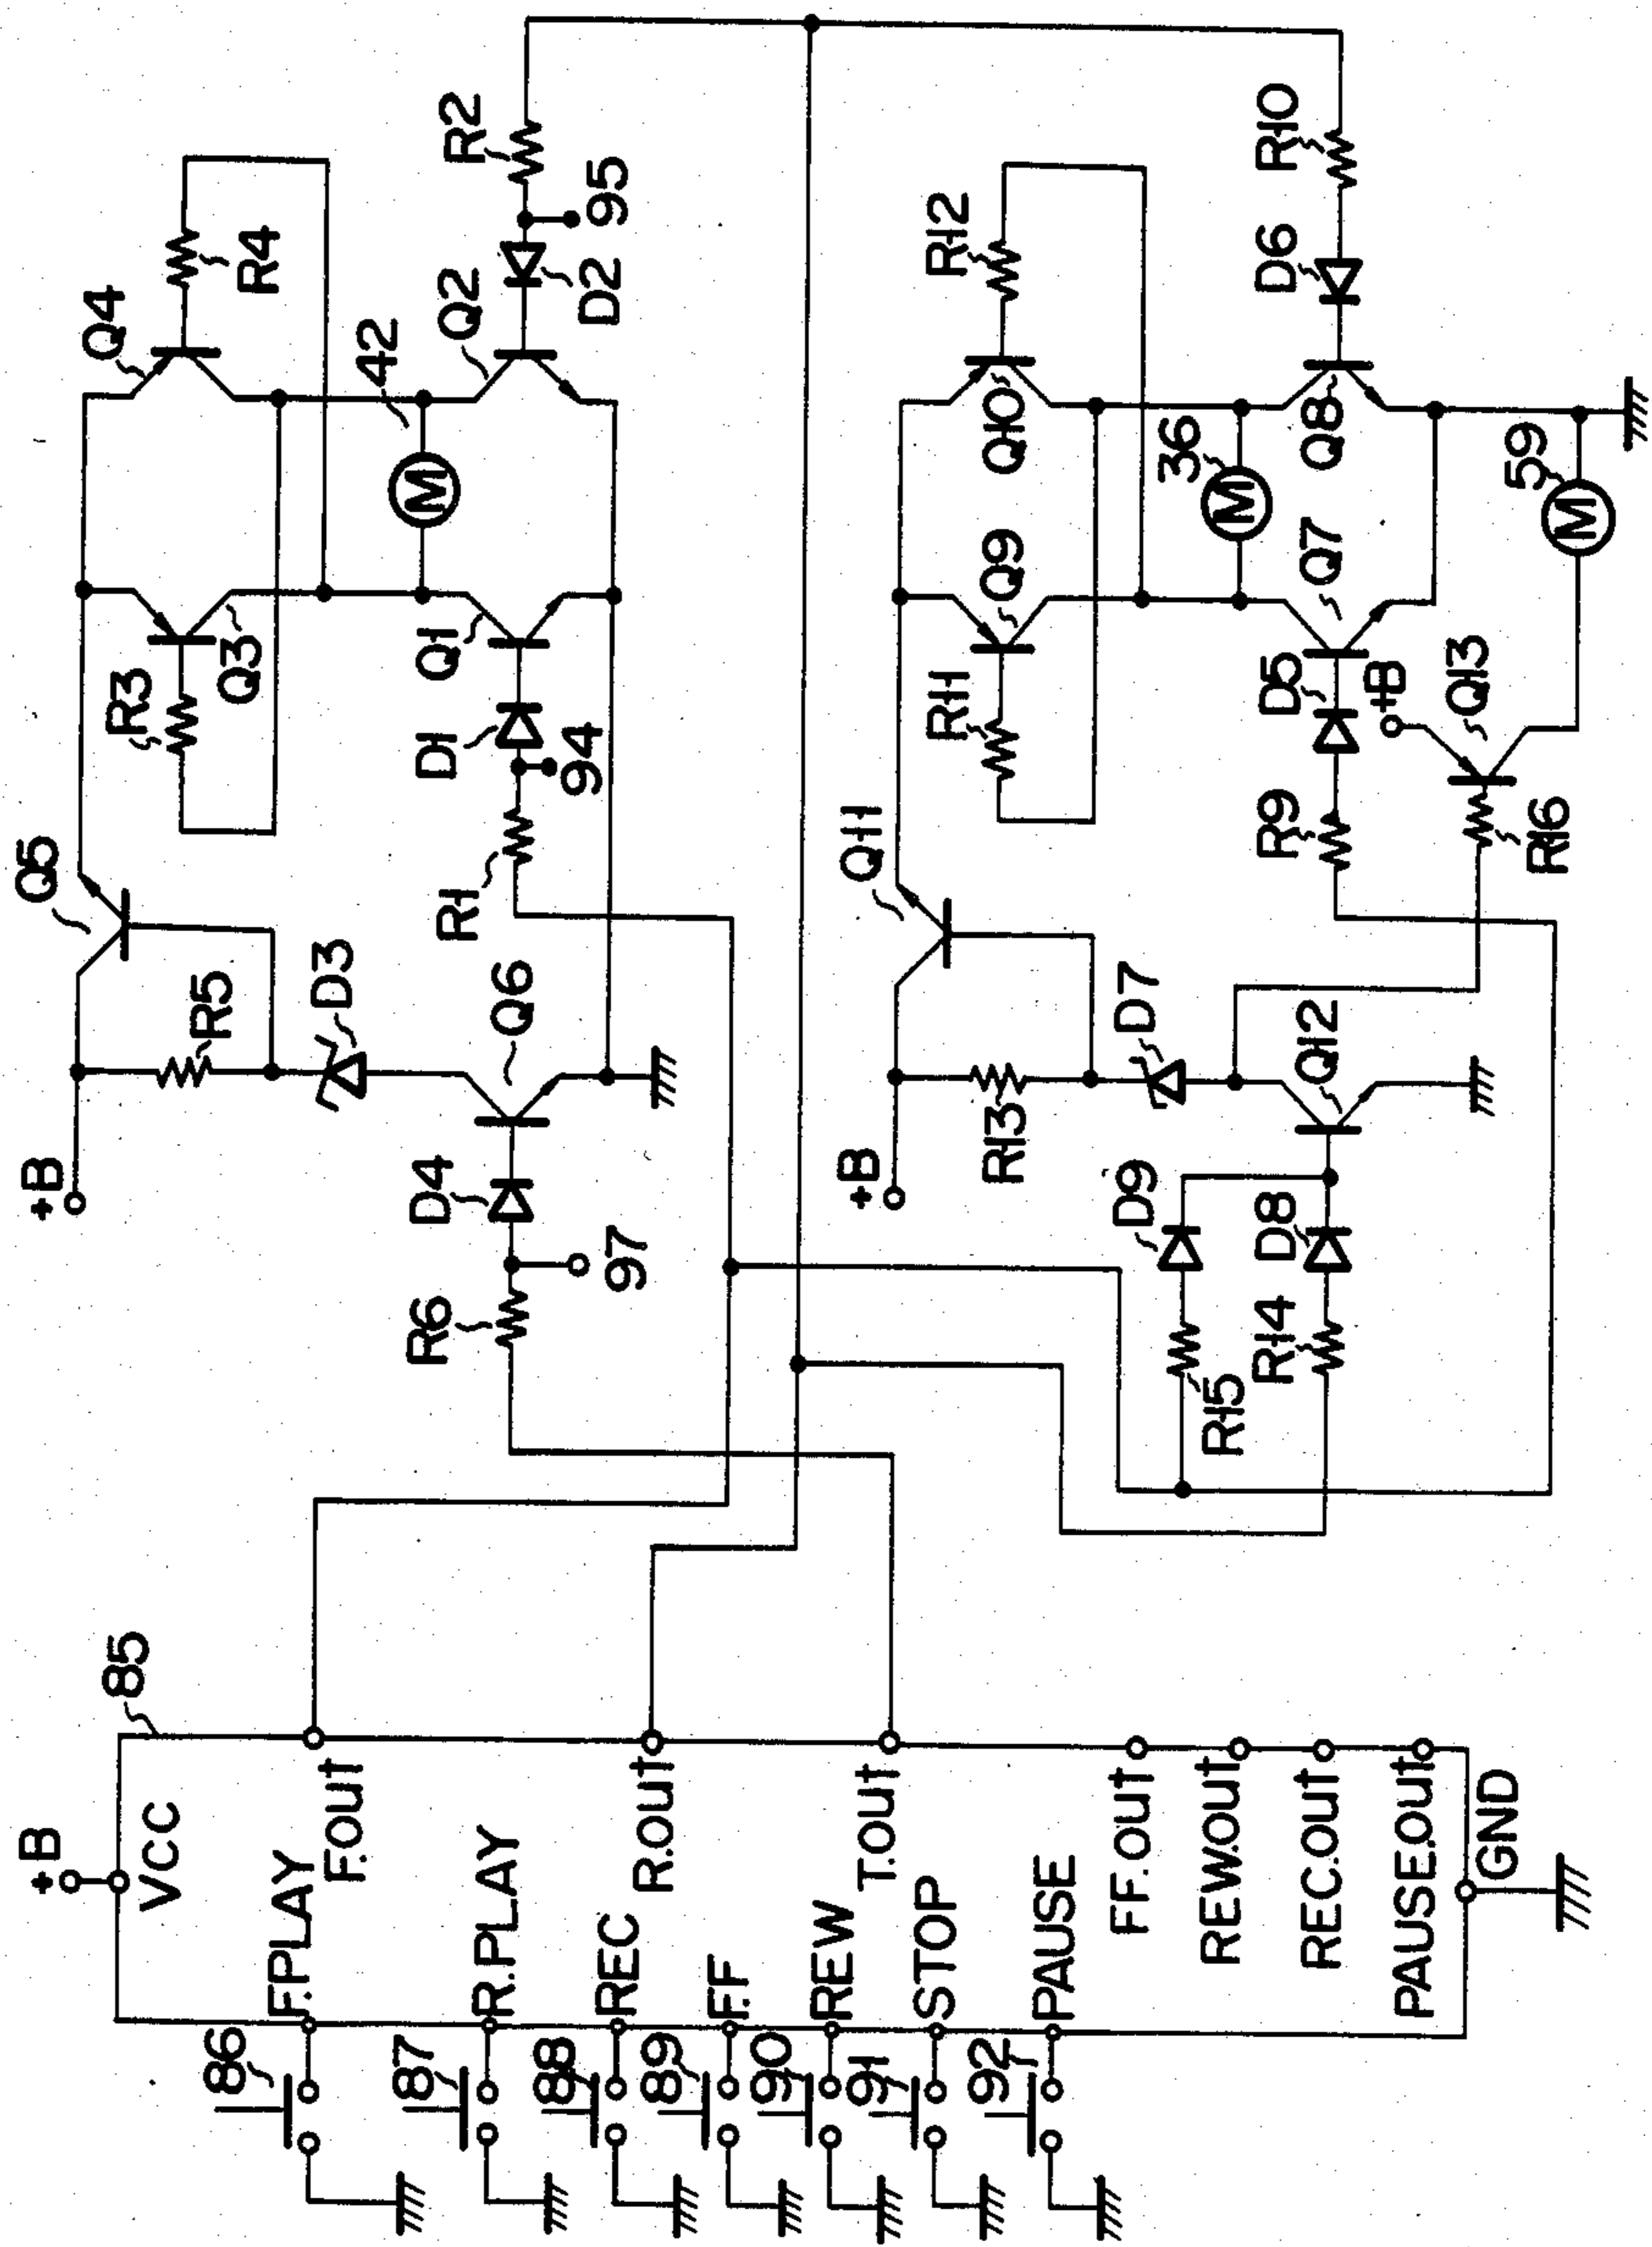 +B
85
VCC
F.PLAY
F.out
R.PLAY
R.out
REC
F.F
REW
T.out
STOP
PAUSE
FF.out
REW.out
REC.out
PAUSE.out
GND
86
87
88
89
90
91
92
+B
Q5
R5
D3
Q6
D4
97
R6
R3
Q3
Q4
R4
42
M
Q1
D1
94
R1
Q2
D2
95
R2
+B
Q11
R13
D7
Q12
D9
D8
R15
R14
R11
Q9
Q10
R12
36
M
Q7
D5
R9
Q8
D6
R10
+B
Q13
R16
59
M